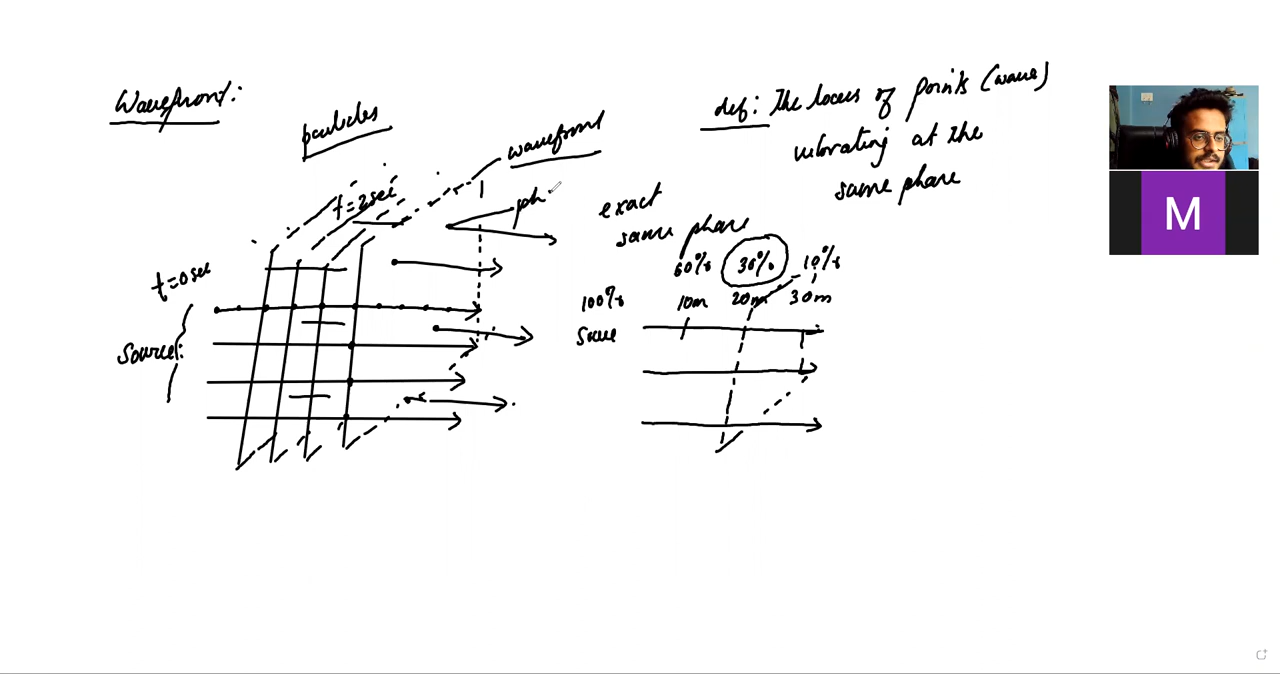 Wavefront:
particles
wavefront
def: The locus of points (wave)
vibrating at the
same phase
t=2sec
ph
exact
same phase
t=0sec
60% 30% 10%
100% 10m 20m 30m
Source:
M